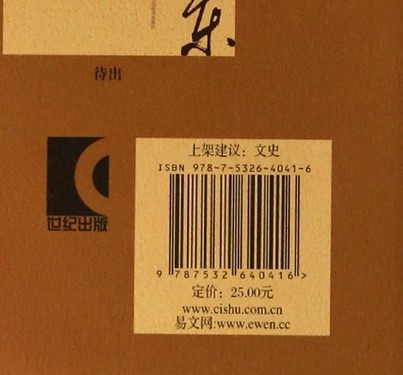 东
待出
世纪出版
上架建议：文史
ISBN 978-7-5326-4041-6
9 787532 640416 >
定价：25.00元
www.cishu.com.cn
易文网:www.ewen.cc